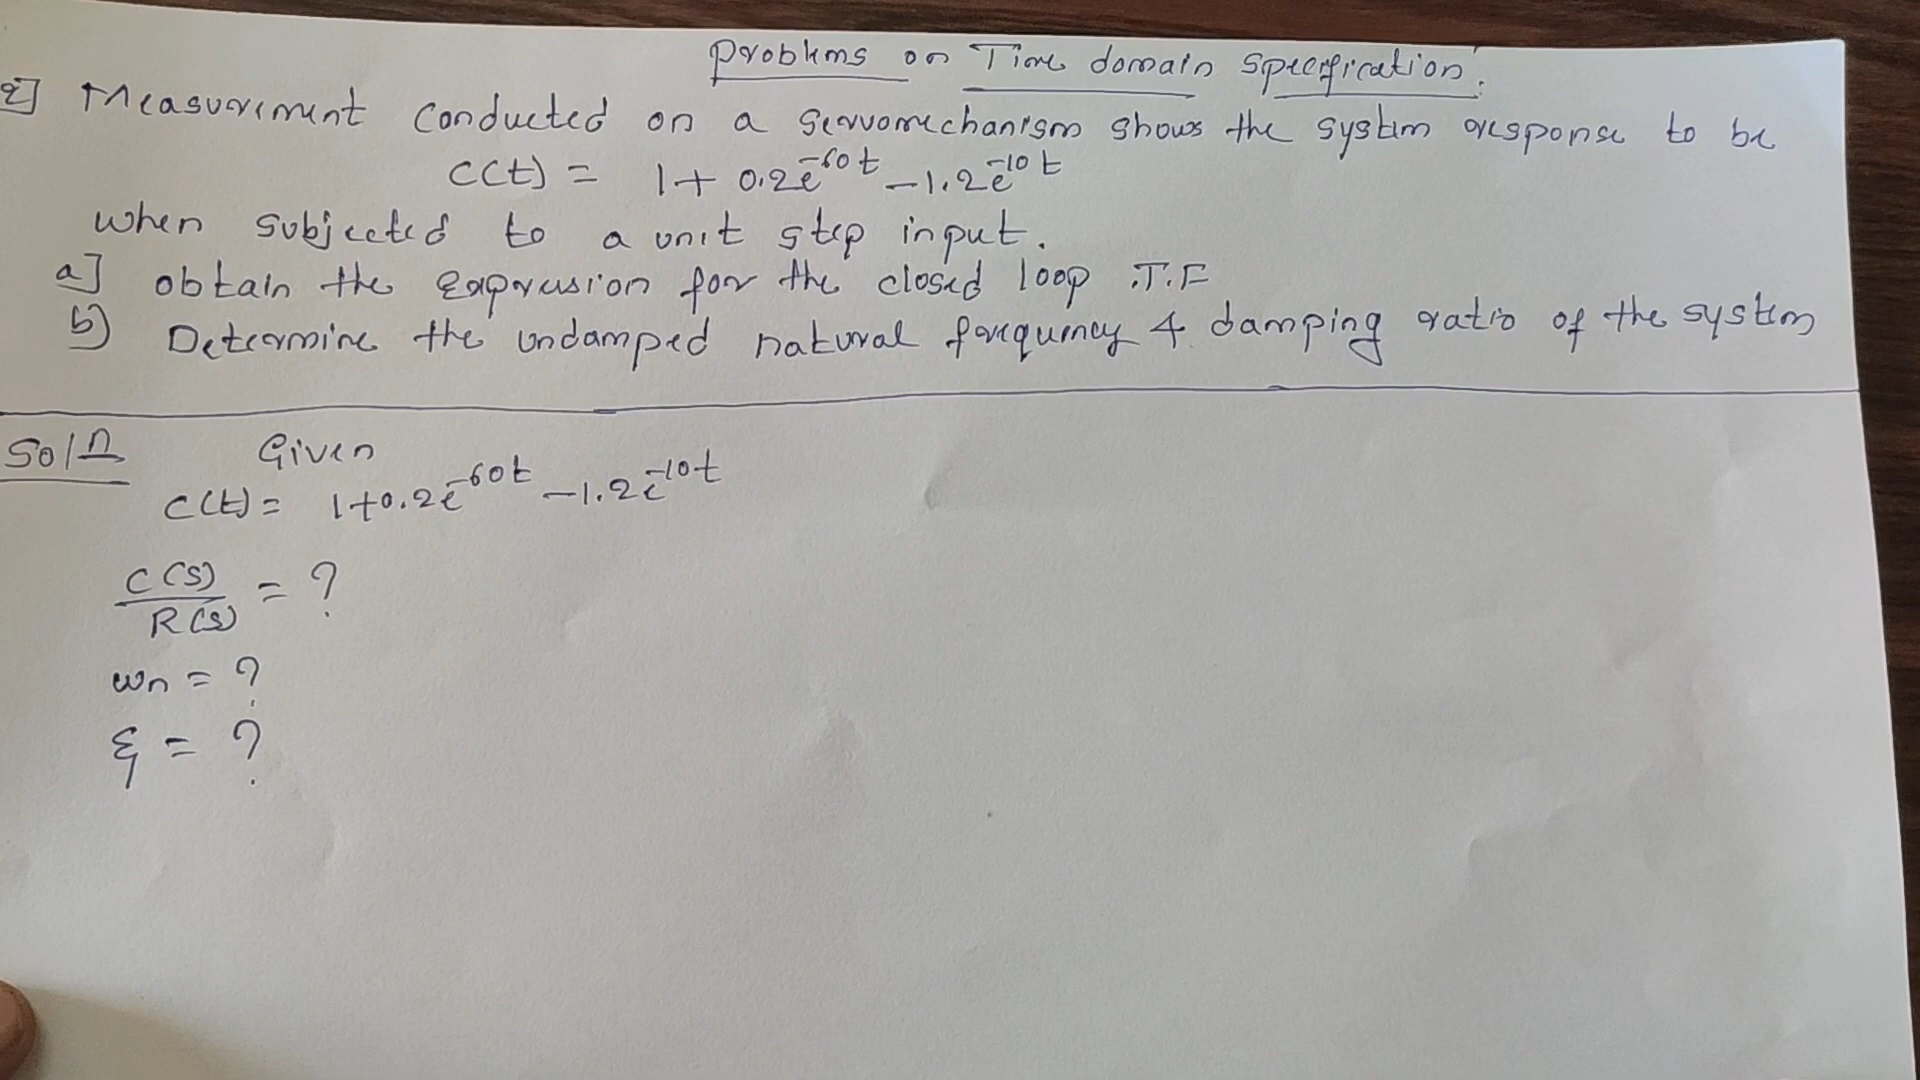 Problems on Time domain Specification.
2] Measurement conducted on a servomechanism shows the system response to be
C(t) = 1 + 0.2e^-60t - 1.2e^-10t
when subjected to a unit step input.
a] obtain the Expression for the closed loop .T.F
b) Determine the undamped natural frequency & damping ratio of the system
Soln Given
C(t) = 1+0.2e^-60t - 1.2e^-10t
C(s)/R(s) = ?
ωn = ?
ξ = ?